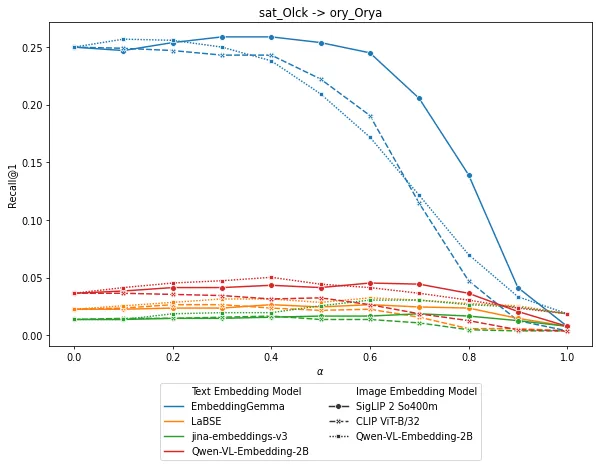 sat_Olck -> ory_Orya
Recall@1
0.25
0.20
0.15
0.10
0.05
0.00
0.0 0.2 0.4 0.6 0.8 1.0
α
Text Embedding Model Image Embedding Model
EmbeddingGemma SigLIP 2 So400m
LaBSE CLIP ViT-B/32
jina-embeddings-v3 Qwen-VL-Embedding-2B
Qwen-VL-Embedding-2B